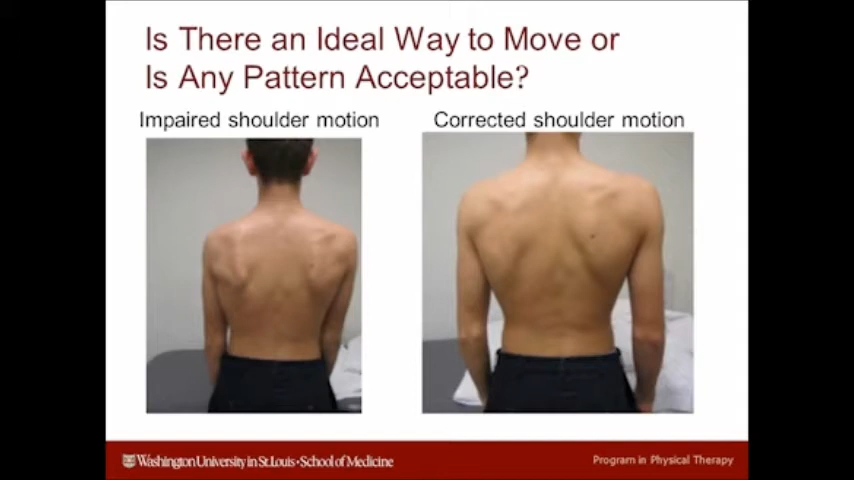 Is There an Ideal Way to Move or
Is Any Pattern Acceptable?
Impaired shoulder motion
Corrected shoulder motion
Washington University in St. Louis • School of Medicine
Program in Physical Therapy